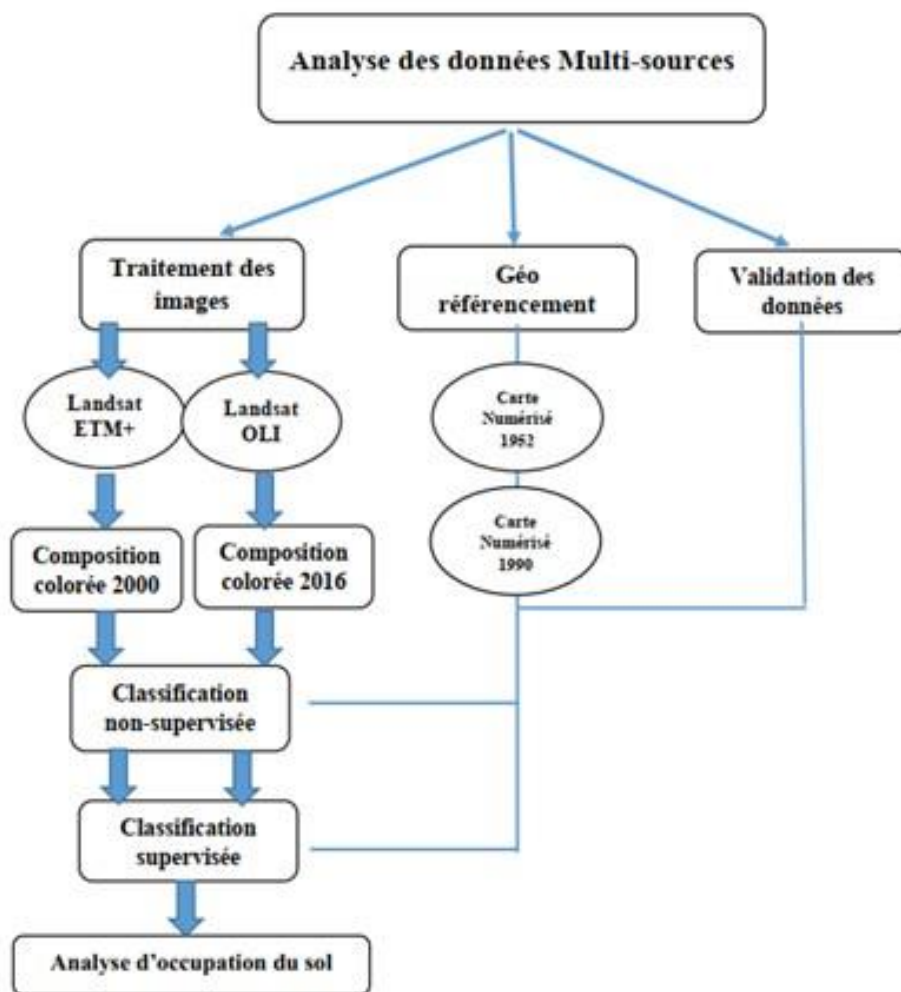 Analyse des données Multi-sources
Traitement des
images
Géo
référencement
Validation des
données
Landsat
ETM+
Landsat
OLI
Carte
Numérisé
1952
Carte
Numérisé
1990
Composition
colorée 2000
Composition
colorée 2016
Classification
non-supervisée
Classification
supervisée
Analyse d’occupation du sol